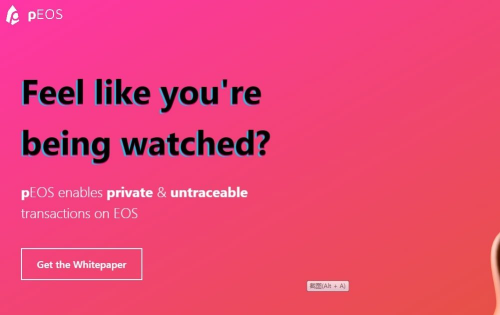 pEOS
Feel like you're
being watched?
pEOS enables private & untraceable
transactions on EOS
Get the Whitepaper
截图(Alt + A)